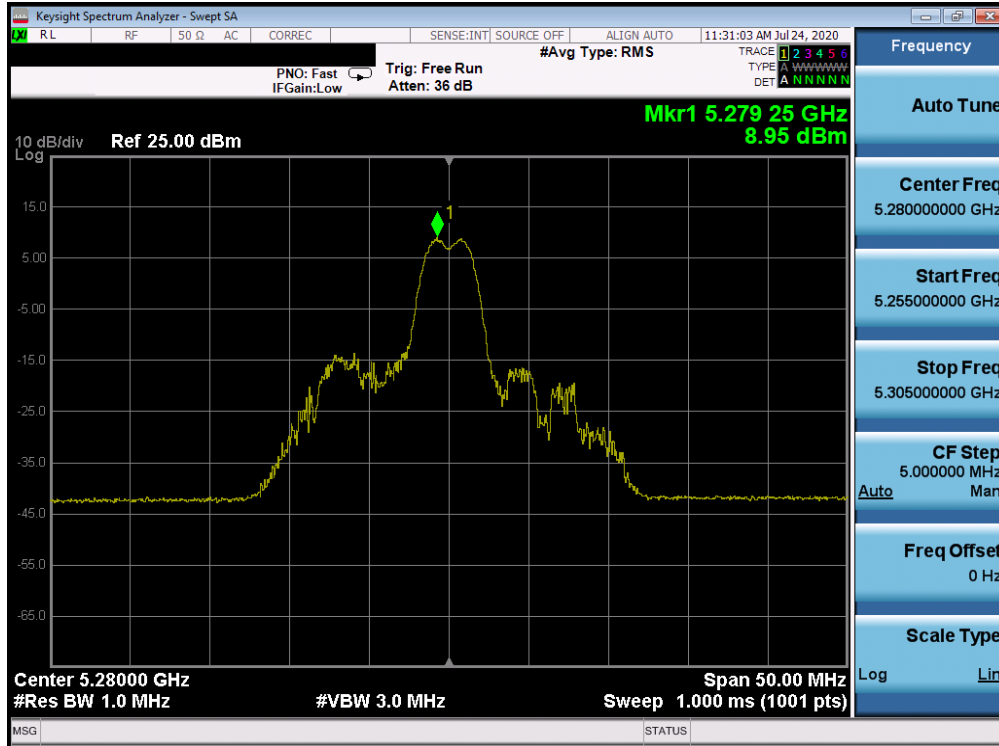 Keysight Spectrum Analyzer - Swept SA
LXI RL RF 50 Ω AC CORREC SENSE:INT SOURCE OFF ALIGN AUTO 11:31:03 AM Jul 24, 2020
#Avg Type: RMS
TRACE 1 2 3 4 5 6
PNO: Fast Trig: Free Run
TYPE A WWWWW
IFGain:Low Atten: 36 dB
DET A N N N N N
Mkr1 5.279 25 GHz
8.95 dBm
10 dB/div Ref 25.00 dBm
Log
1
15.0
5.00
-5.00
-15.0
-25.0
-35.0
-45.0
-55.0
-65.0
Center 5.28000 GHz Span 50.00 MHz
#Res BW 1.0 MHz #VBW 3.0 MHz Sweep 1.000 ms (1001 pts)
MSG STATUS
Frequency
Auto Tune
Center Freq
5.280000000 GHz
Start Freq
5.255000000 GHz
Stop Freq
5.305000000 GHz
CF Step
5.000000 MHz
Auto Man
Freq Offset
0 Hz
Scale Type
Log Lin